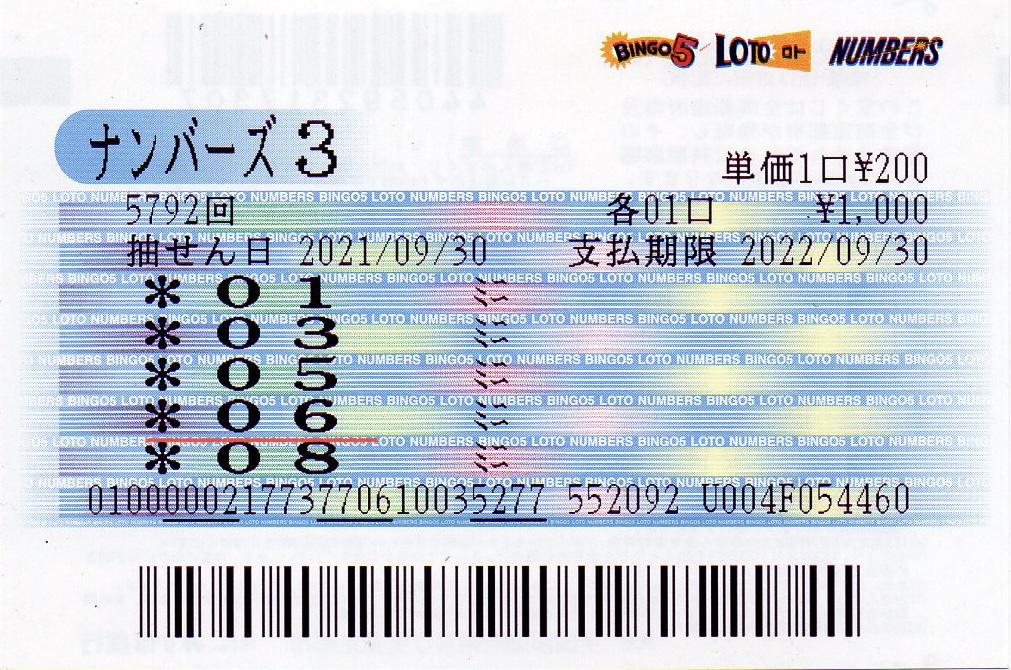 BINGO5 LOTO ロト NUMBERS
ナンバーズ3
単価1口¥200
5792回 各01口 ¥1,000
抽せん日 2021/09/30 支払期限 2022/09/30
*01 ミニ
*03 ミニ
*05 ミニ
*06 ミニ
*08 ミニ
010000021773770610035277 552092 U004F054460